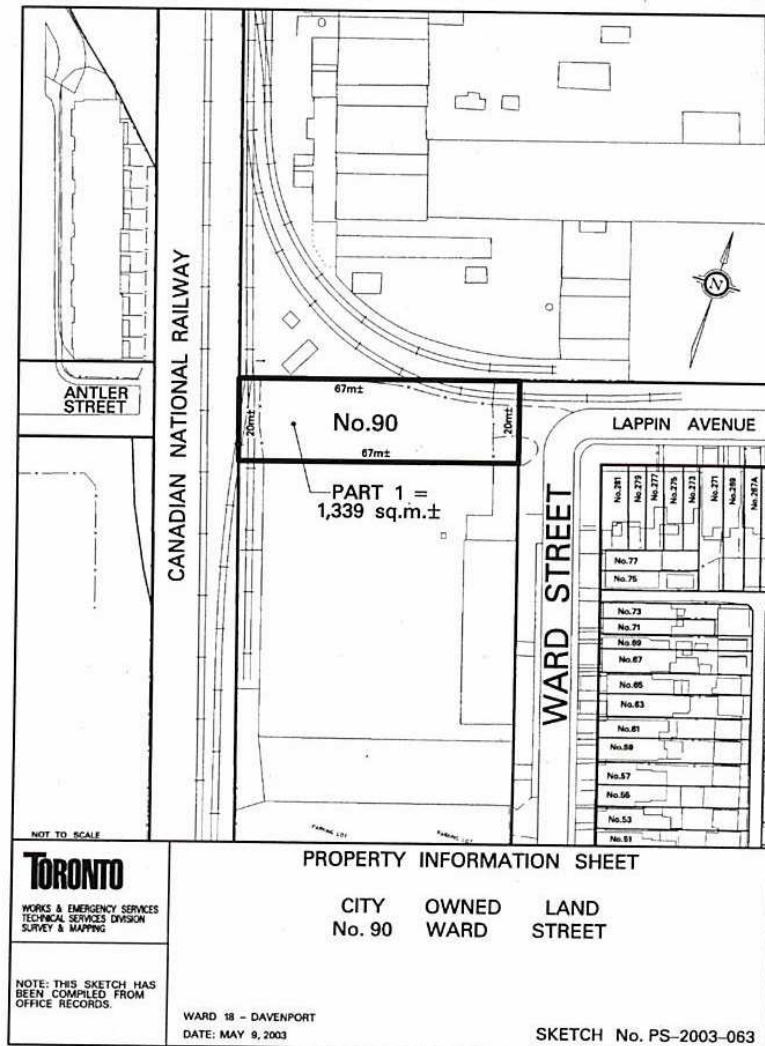 CANADIAN NATIONAL RAILWAY
N
ANTLER
STREET
67m±
20m±
No.90
20m±
67m±
PART 1 =
1,339 sq.m.±
LAPPIN AVENUE
WARD STREET
No.281
No.279
No.277
No.275
No.273
No.271
No.269
No.267A
No.77
No.75
No.73
No.71
No.69
No.67
No.65
No.63
No.61
No.59
No.57
No.55
No.53
No.51
PARKING LOT
PARKING LOT
NOT TO SCALE
TORONTO
WORKS & EMERGENCY SERVICES
TECHNICAL SERVICES DIVISION
SURVEY & MAPPING
NOTE: THIS SKETCH HAS
BEEN COMPILED FROM
OFFICE RECORDS.
PROPERTY INFORMATION SHEET
CITY OWNED LAND
No. 90 WARD STREET
WARD 18 - DAVENPORT
DATE: MAY 9, 2003
SKETCH No. PS-2003-063